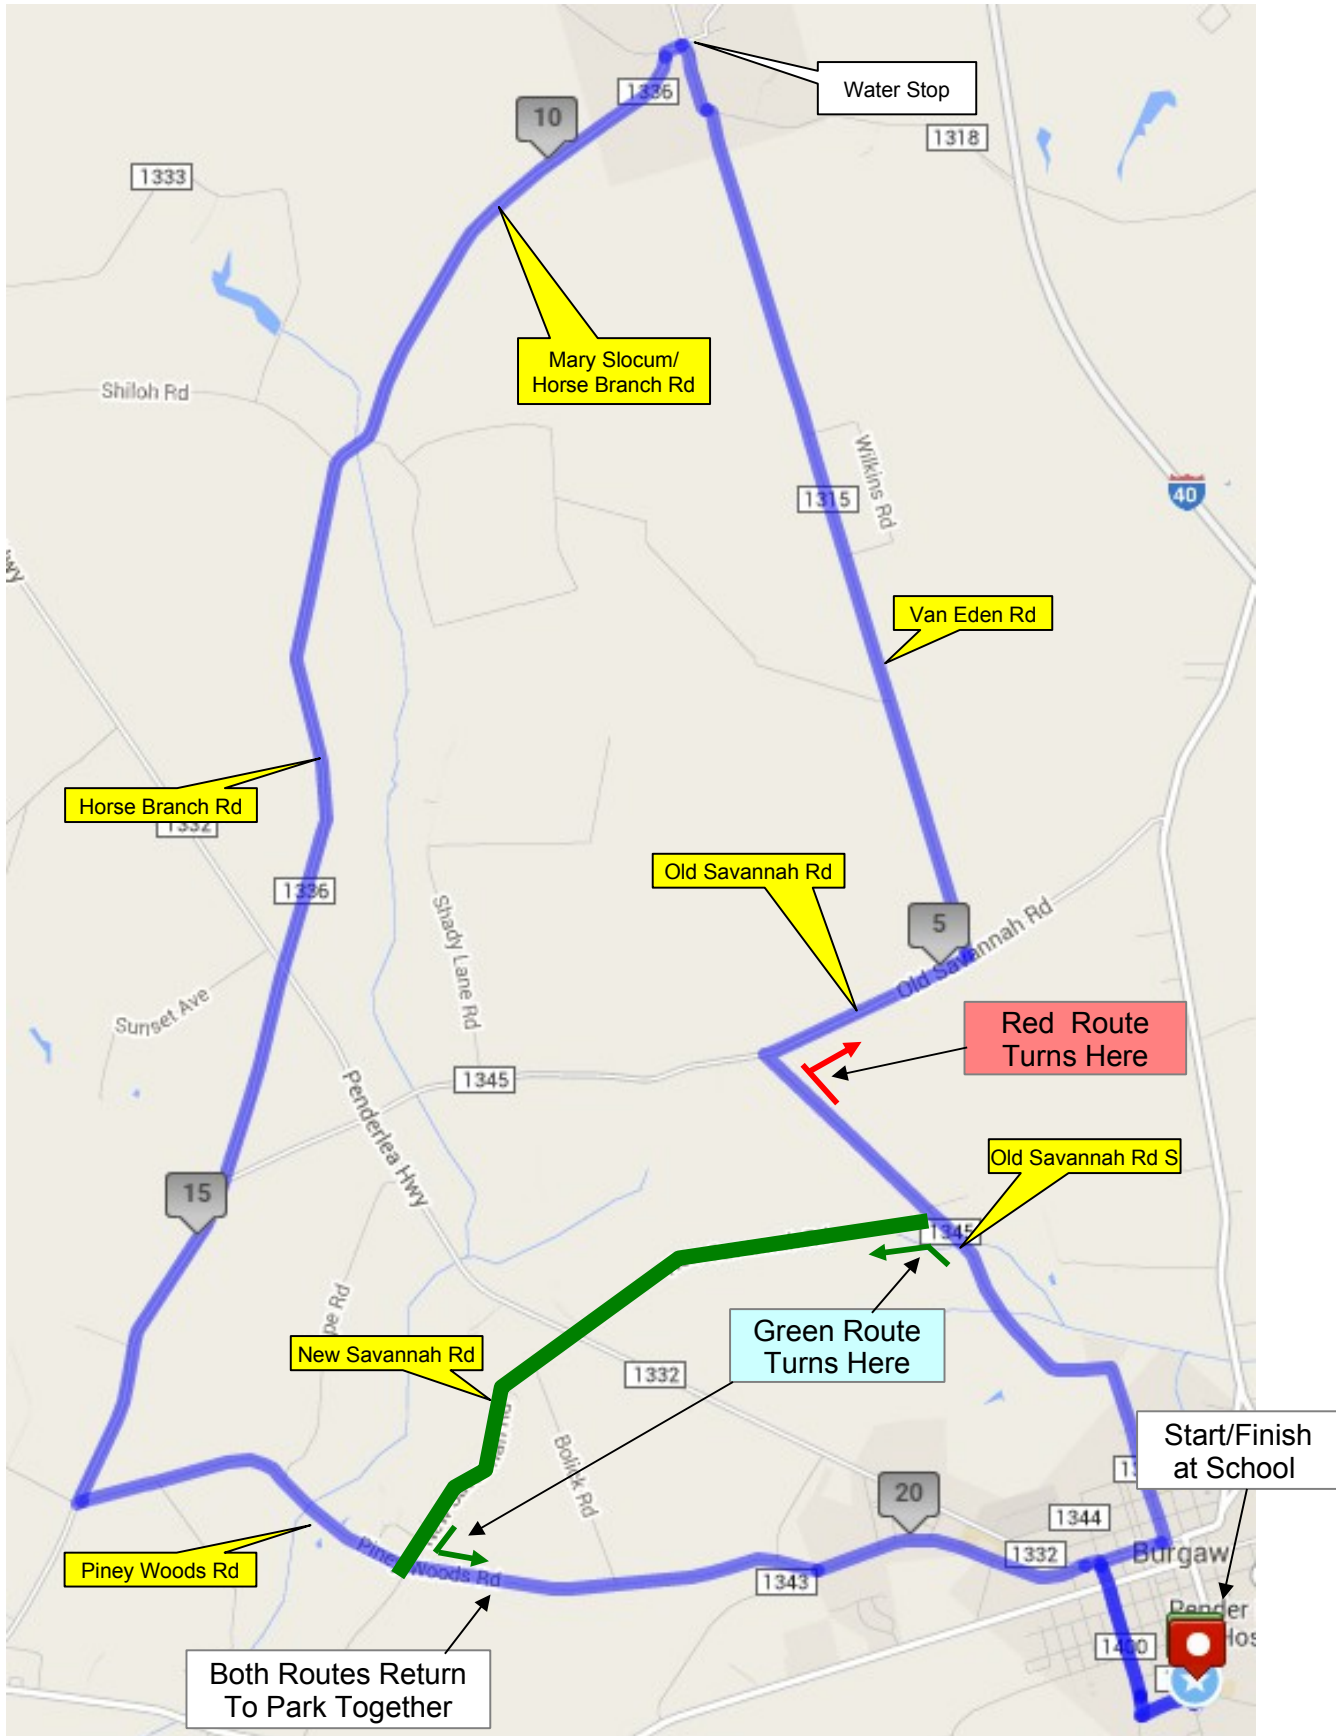 Water Stop
1336
10
1318
1333
Mary Slocum/
Horse Branch Rd
Shiloh Rd
Wilkins Rd
1315
40
Hwy
Van Eden Rd
Horse Branch Rd
1332
Old Savannah Rd
1336
Shady Lane Rd
5
Old Savannah Rd
Sunset Ave
Red Route
Turns Here
1345
Penderlea Hwy
Old Savannah Rd S
15
1345
Green Route
Turns Here
New Savannah Rd
1332
Bolick Rd
Start/Finish
at School
20
1344
1332
Burgaw
Piney Woods Rd
Piney Woods Rd
1343
Pender
Hos
1400
Both Routes Return
To Park Together